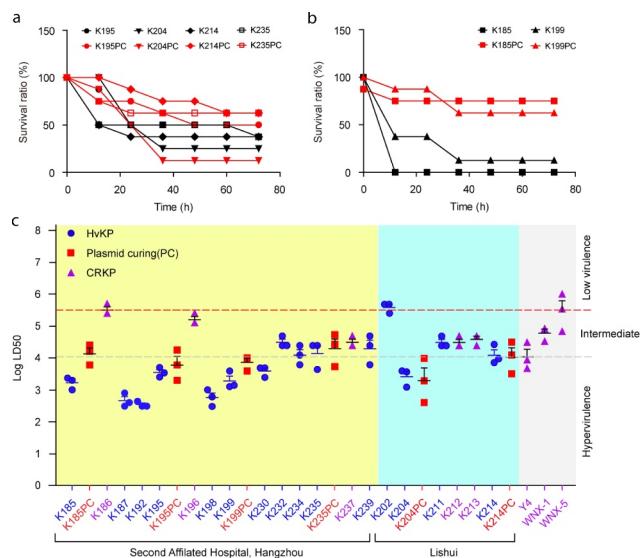 a
K195 K204 K214 K235
K195PC K204PC K214PC K235PC
Survival ratio (%)
150
100
50
0
0 20 40 60 80
Time (h)
b
K185 K199
K185PC K199PC
Survival ratio (%)
150
100
50
0
0 20 40 60 80
Time (h)
c
HvKP
Plasmid curing(PC)
CRKP
Log LD50
8
7
6
5
4
3
2
1
0
Low virulence
Intermediate
Hypervirulence
K185 K185PC K186 K187 K192 K195 K195PC K196 K198 K199 K199PC K230 K232 K234 K235 K235PC K237 K239 K202 K204 K204PC K211 K212 K213 K214 K214PC Y4 WNX-1 WNX-5
Second Affilated Hospital, Hangzhou Lishui